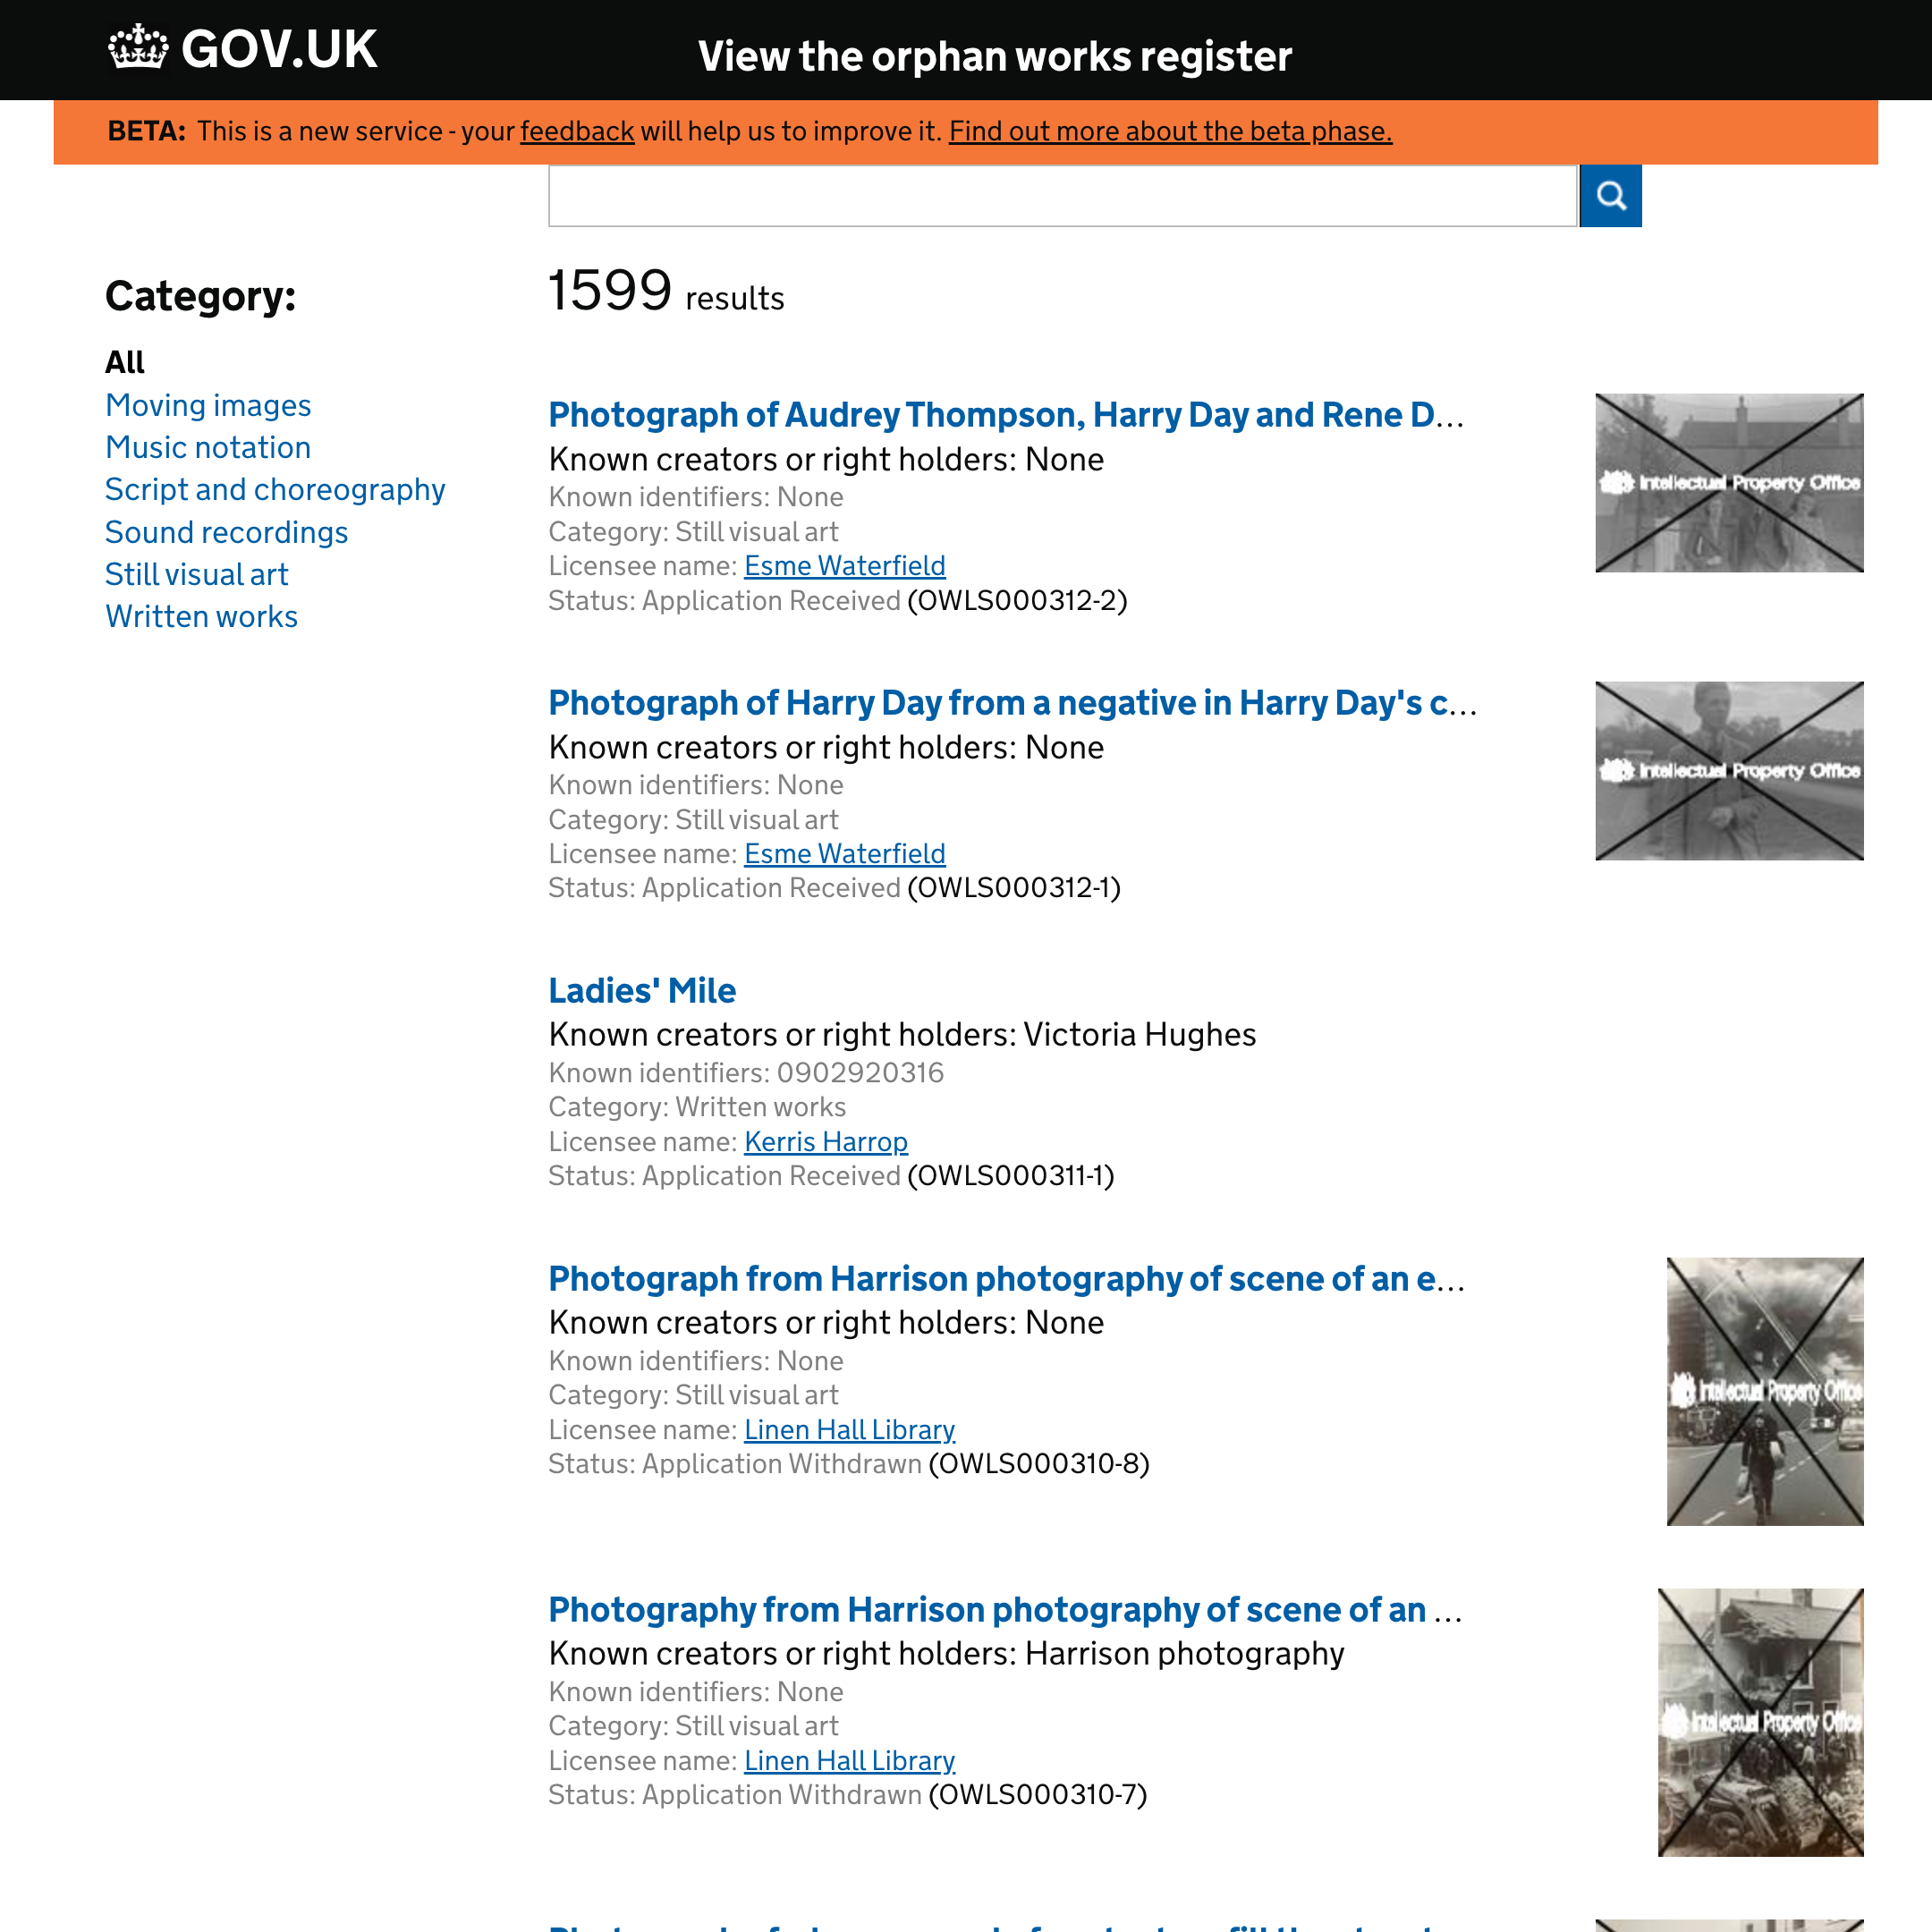 GOV.UK
View the orphan works register
BETA: This is a new service - your feedback will help us to improve it. Find out more about the beta phase.
Category:
All
Moving images
Music notation
Script and choreography
Sound recordings
Still visual art
Written works
1599 results
Photograph of Audrey Thompson, Harry Day and Rene D...
Known creators or right holders: None
Known identifiers: None
Category: Still visual art
Licensee name: Esme Waterfield
Status: Application Received (OWLS000312-2)
Intellectual Property Office
Photograph of Harry Day from a negative in Harry Day's c...
Known creators or right holders: None
Known identifiers: None
Category: Still visual art
Licensee name: Esme Waterfield
Status: Application Received (OWLS000312-1)
Intellectual Property Office
Ladies' Mile
Known creators or right holders: Victoria Hughes
Known identifiers: 0902920316
Category: Written works
Licensee name: Kerris Harrop
Status: Application Received (OWLS000311-1)
Photograph from Harrison photography of scene of an e...
Known creators or right holders: None
Known identifiers: None
Category: Still visual art
Licensee name: Linen Hall Library
Status: Application Withdrawn (OWLS000310-8)
Intellectual Property Office
Photography from Harrison photography of scene of an ...
Known creators or right holders: Harrison photography
Known identifiers: None
Category: Still visual art
Licensee name: Linen Hall Library
Status: Application Withdrawn (OWLS000310-7)
Intellectual Property Office